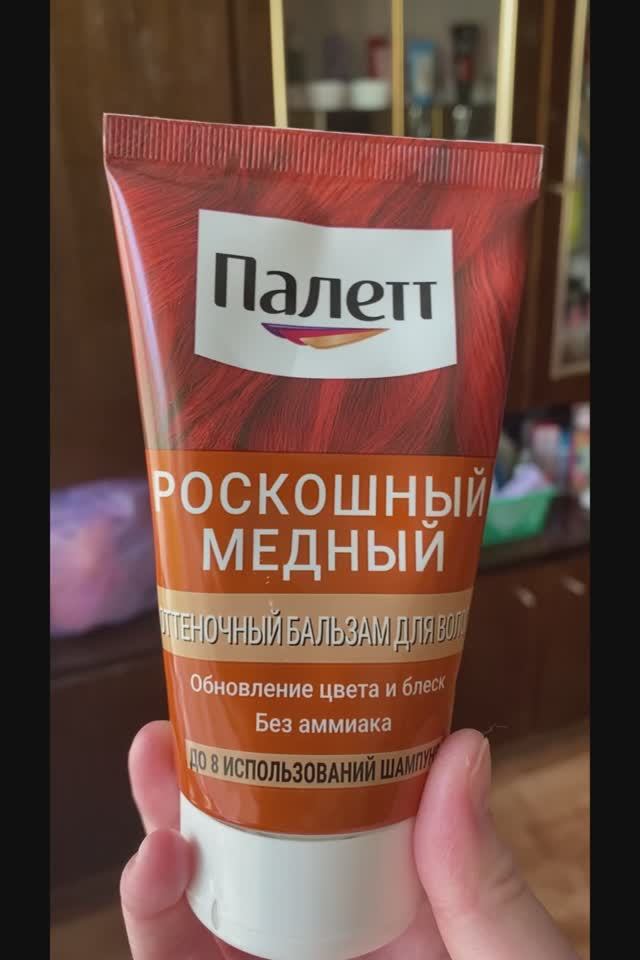 Палетт
РОСКОШНЫЙ
МЕДНЫЙ
ОТТЕНОЧНЫЙ БАЛЬЗАМ ДЛЯ
Обновление цвета и блеск
Без аммиака
ДО 8 ИСПОЛЬЗОВАНИЙ